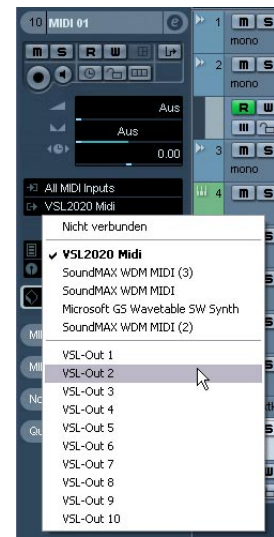 10 MIDI 01 e
M S R W
Aus
Aus
0.00
All MIDI Inputs
VSL2020 Midi
Nicht verbunden
VSL2020 Midi
SoundMAX WDM MIDI (3)
SoundMAX WDM MIDI
Microsoft GS Wavetable SW Synth
SoundMAX WDM MIDI (2)
VSL-Out 1
VSL-Out 2
VSL-Out 3
VSL-Out 4
VSL-Out 5
VSL-Out 6
VSL-Out 7
VSL-Out 8
VSL-Out 9
VSL-Out 10
1 M S
mono
2 M S
mono
R W
3 M S
mono
4 M S